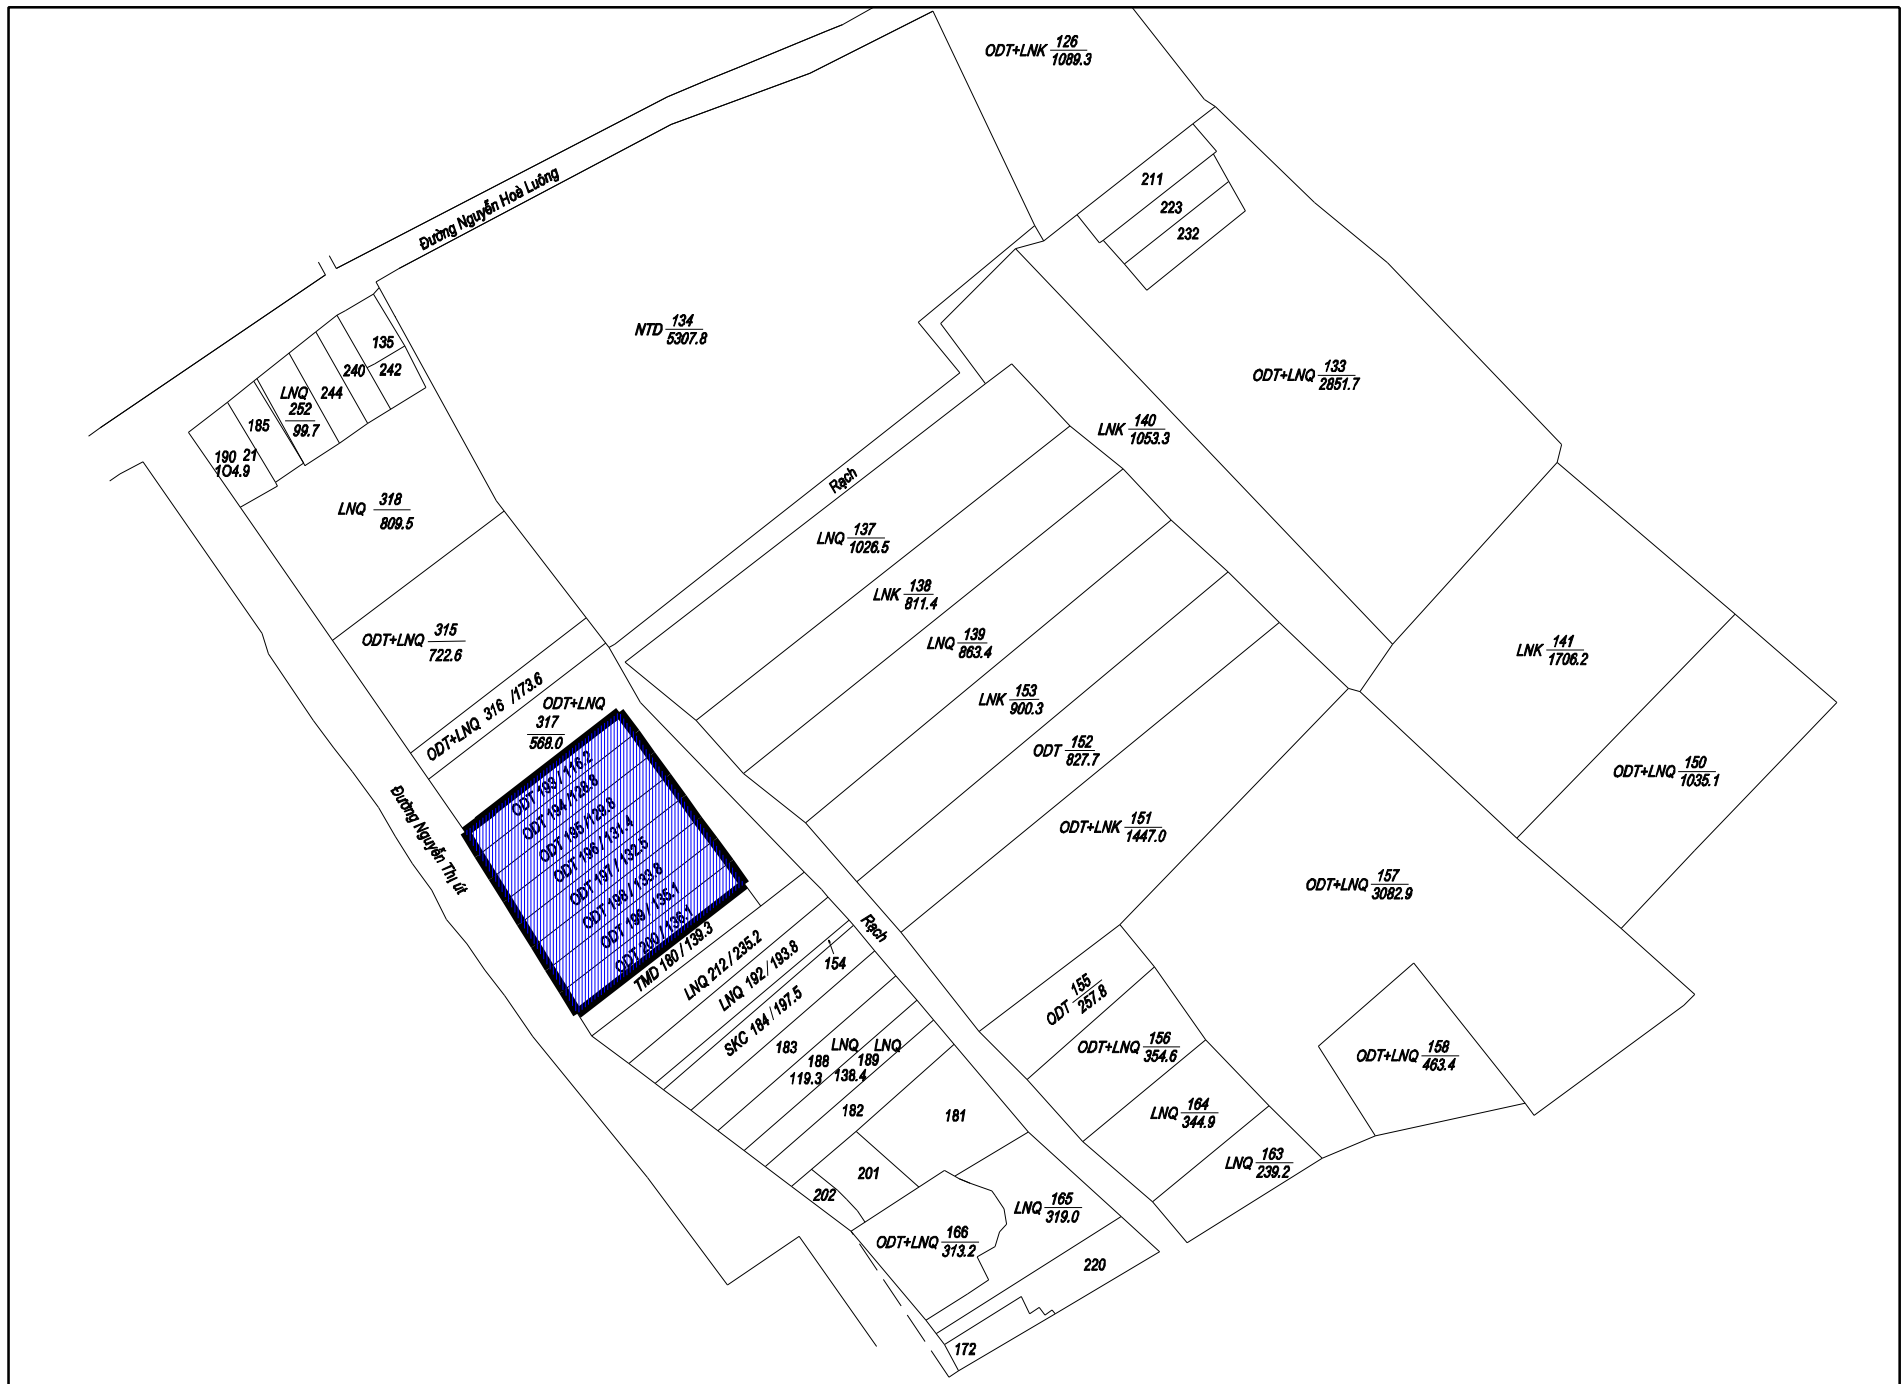 ODT+LNK 126
1089.3
211
223
232
Đường Nguyễn Hoà Luông
NTD 134
5307.8
135
240
242
LNQ
252
99.7
244
185
190 21
1O4.9
ODT+LNQ 133
2851.7
LNK 140
1053.3
Rạch
LNQ 318
809.5
LNQ 137
1026.5
LNK 138
811.4
ODT+LNQ 315
722.6
LNQ 139
863.4
LNK 141
1706.2
ODT+LNQ 316 /173.6
ODT+LNQ
317
568.0
LNK 153
900.3
ODT 152
827.7
ODT+LNQ 150
1035.1
Đường Nguyễn Thị út
ODT 193 / 116.2
ODT 194 /128.8
ODT 195 /129.8
ODT 196 / 131.4
ODT 197 / 132.5
ODT 198 / 133.8
ODT 199 / 135.1
ODT 200 / 136.1
ODT+LNK 151
1447.0
ODT+LNQ 157
3082.9
TMD 180 / 139.3
LNQ 212 / 235.2
LNQ 192 / 193.8
Rạch
154
SKC 184 / 197.5
ODT 155
257.8
183
LNQ
LNQ
188
189
119.3
138.4
ODT+LNQ 156
354.6
ODT+LNQ 158
463.4
182
181
LNQ 164
344.9
LNQ 163
239.2
201
202
LNQ 165
319.0
ODT+LNQ 166
313.2
220
172